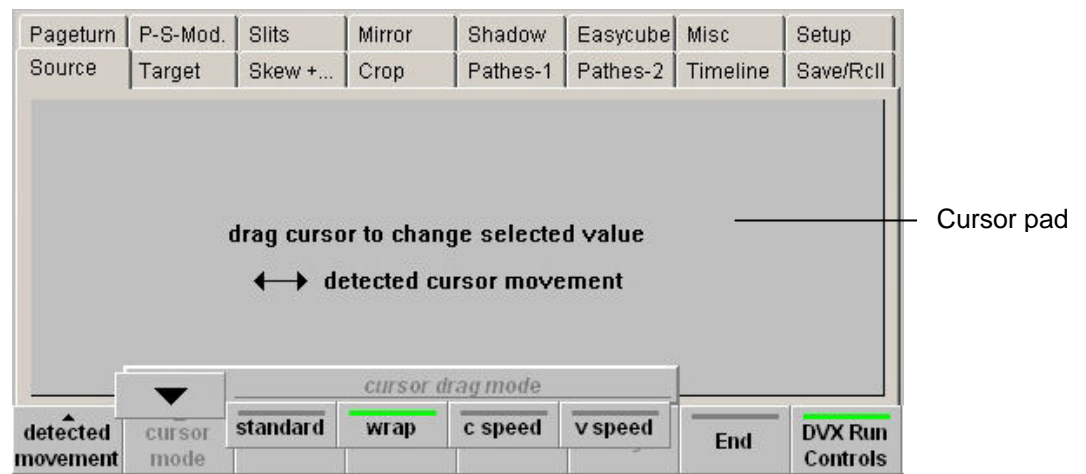 Pageturn P-S-Mod. Slits Mirror Shadow Easycube Misc Setup
Source Target Skew +... Crop Pathes-1 Pathes-2 Timeline Save/Rcll
Cursor pad
drag cursor to change selected value
detected cursor movement
cursor drag mode
detected movement
cursor mode
standard
wrap
c speed
v speed
End
DVX Run Controls